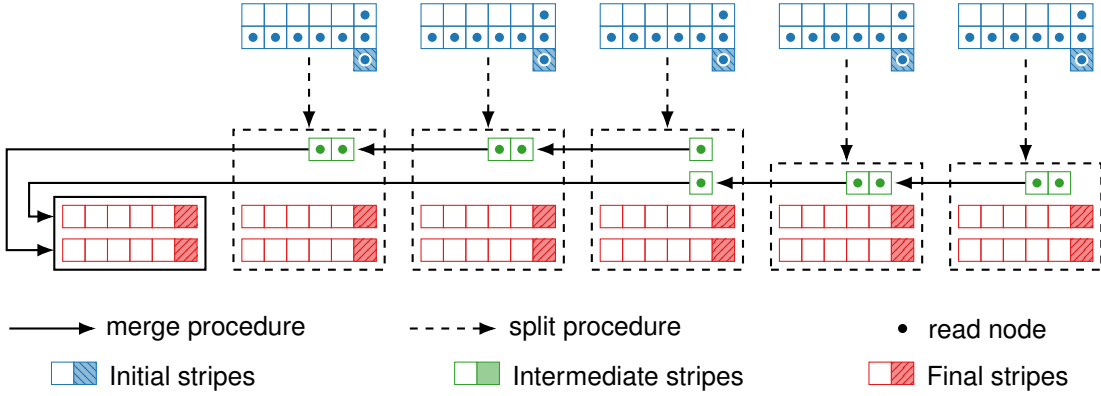 merge procedure
split procedure
read node
Initial stripes
Intermediate stripes
Final stripes